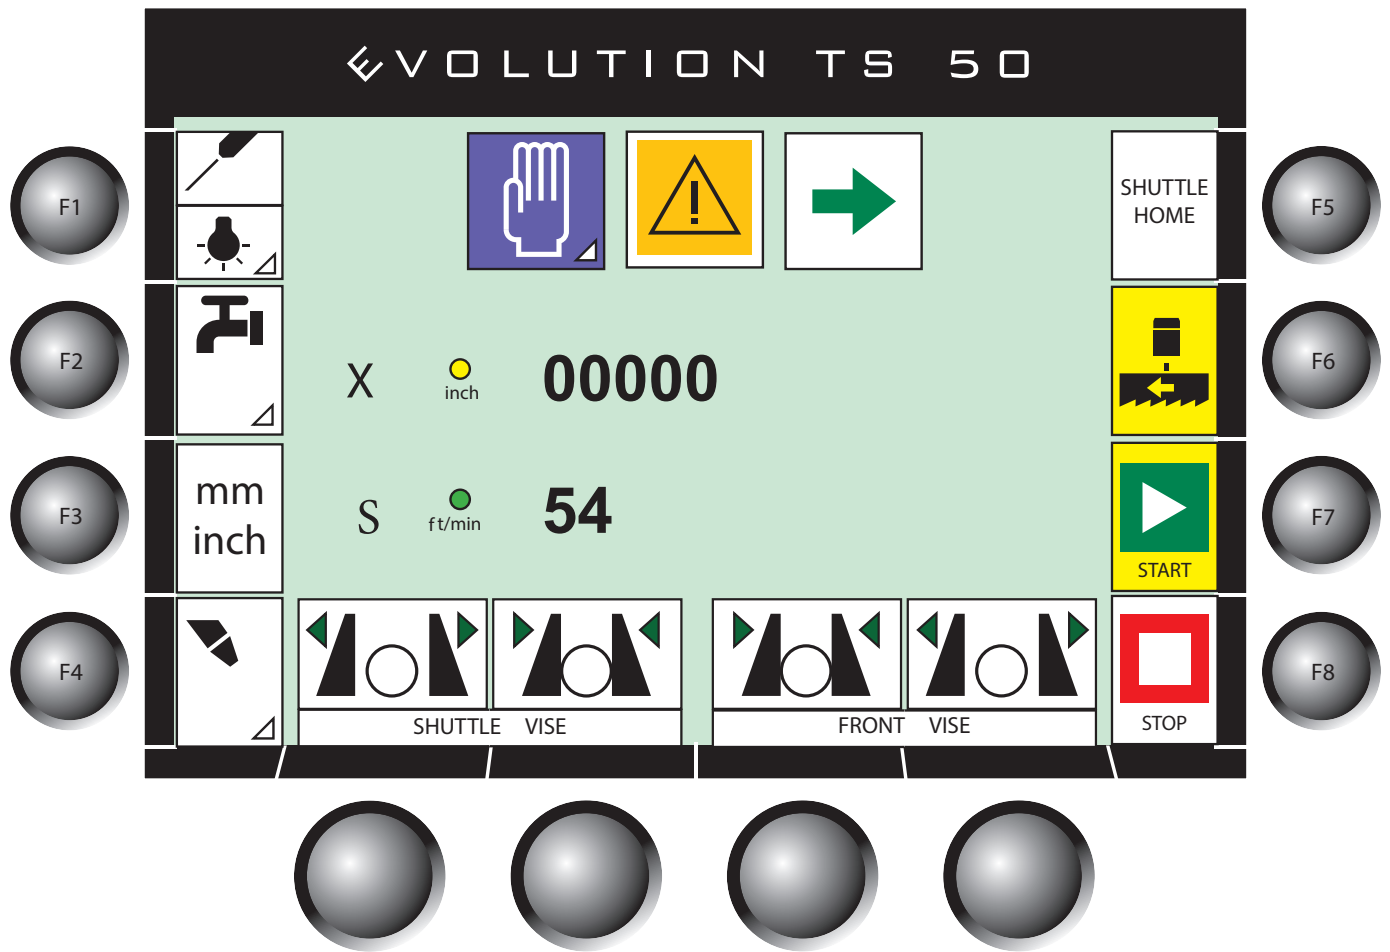 EVOLUTION TS 50
F1
F2
F3
F4
X inch 00000
S ft/min 54
mm
inch
SHUTTLE VISE
FRONT VISE
SHUTTLE
HOME
START
STOP
F5
F6
F7
F8